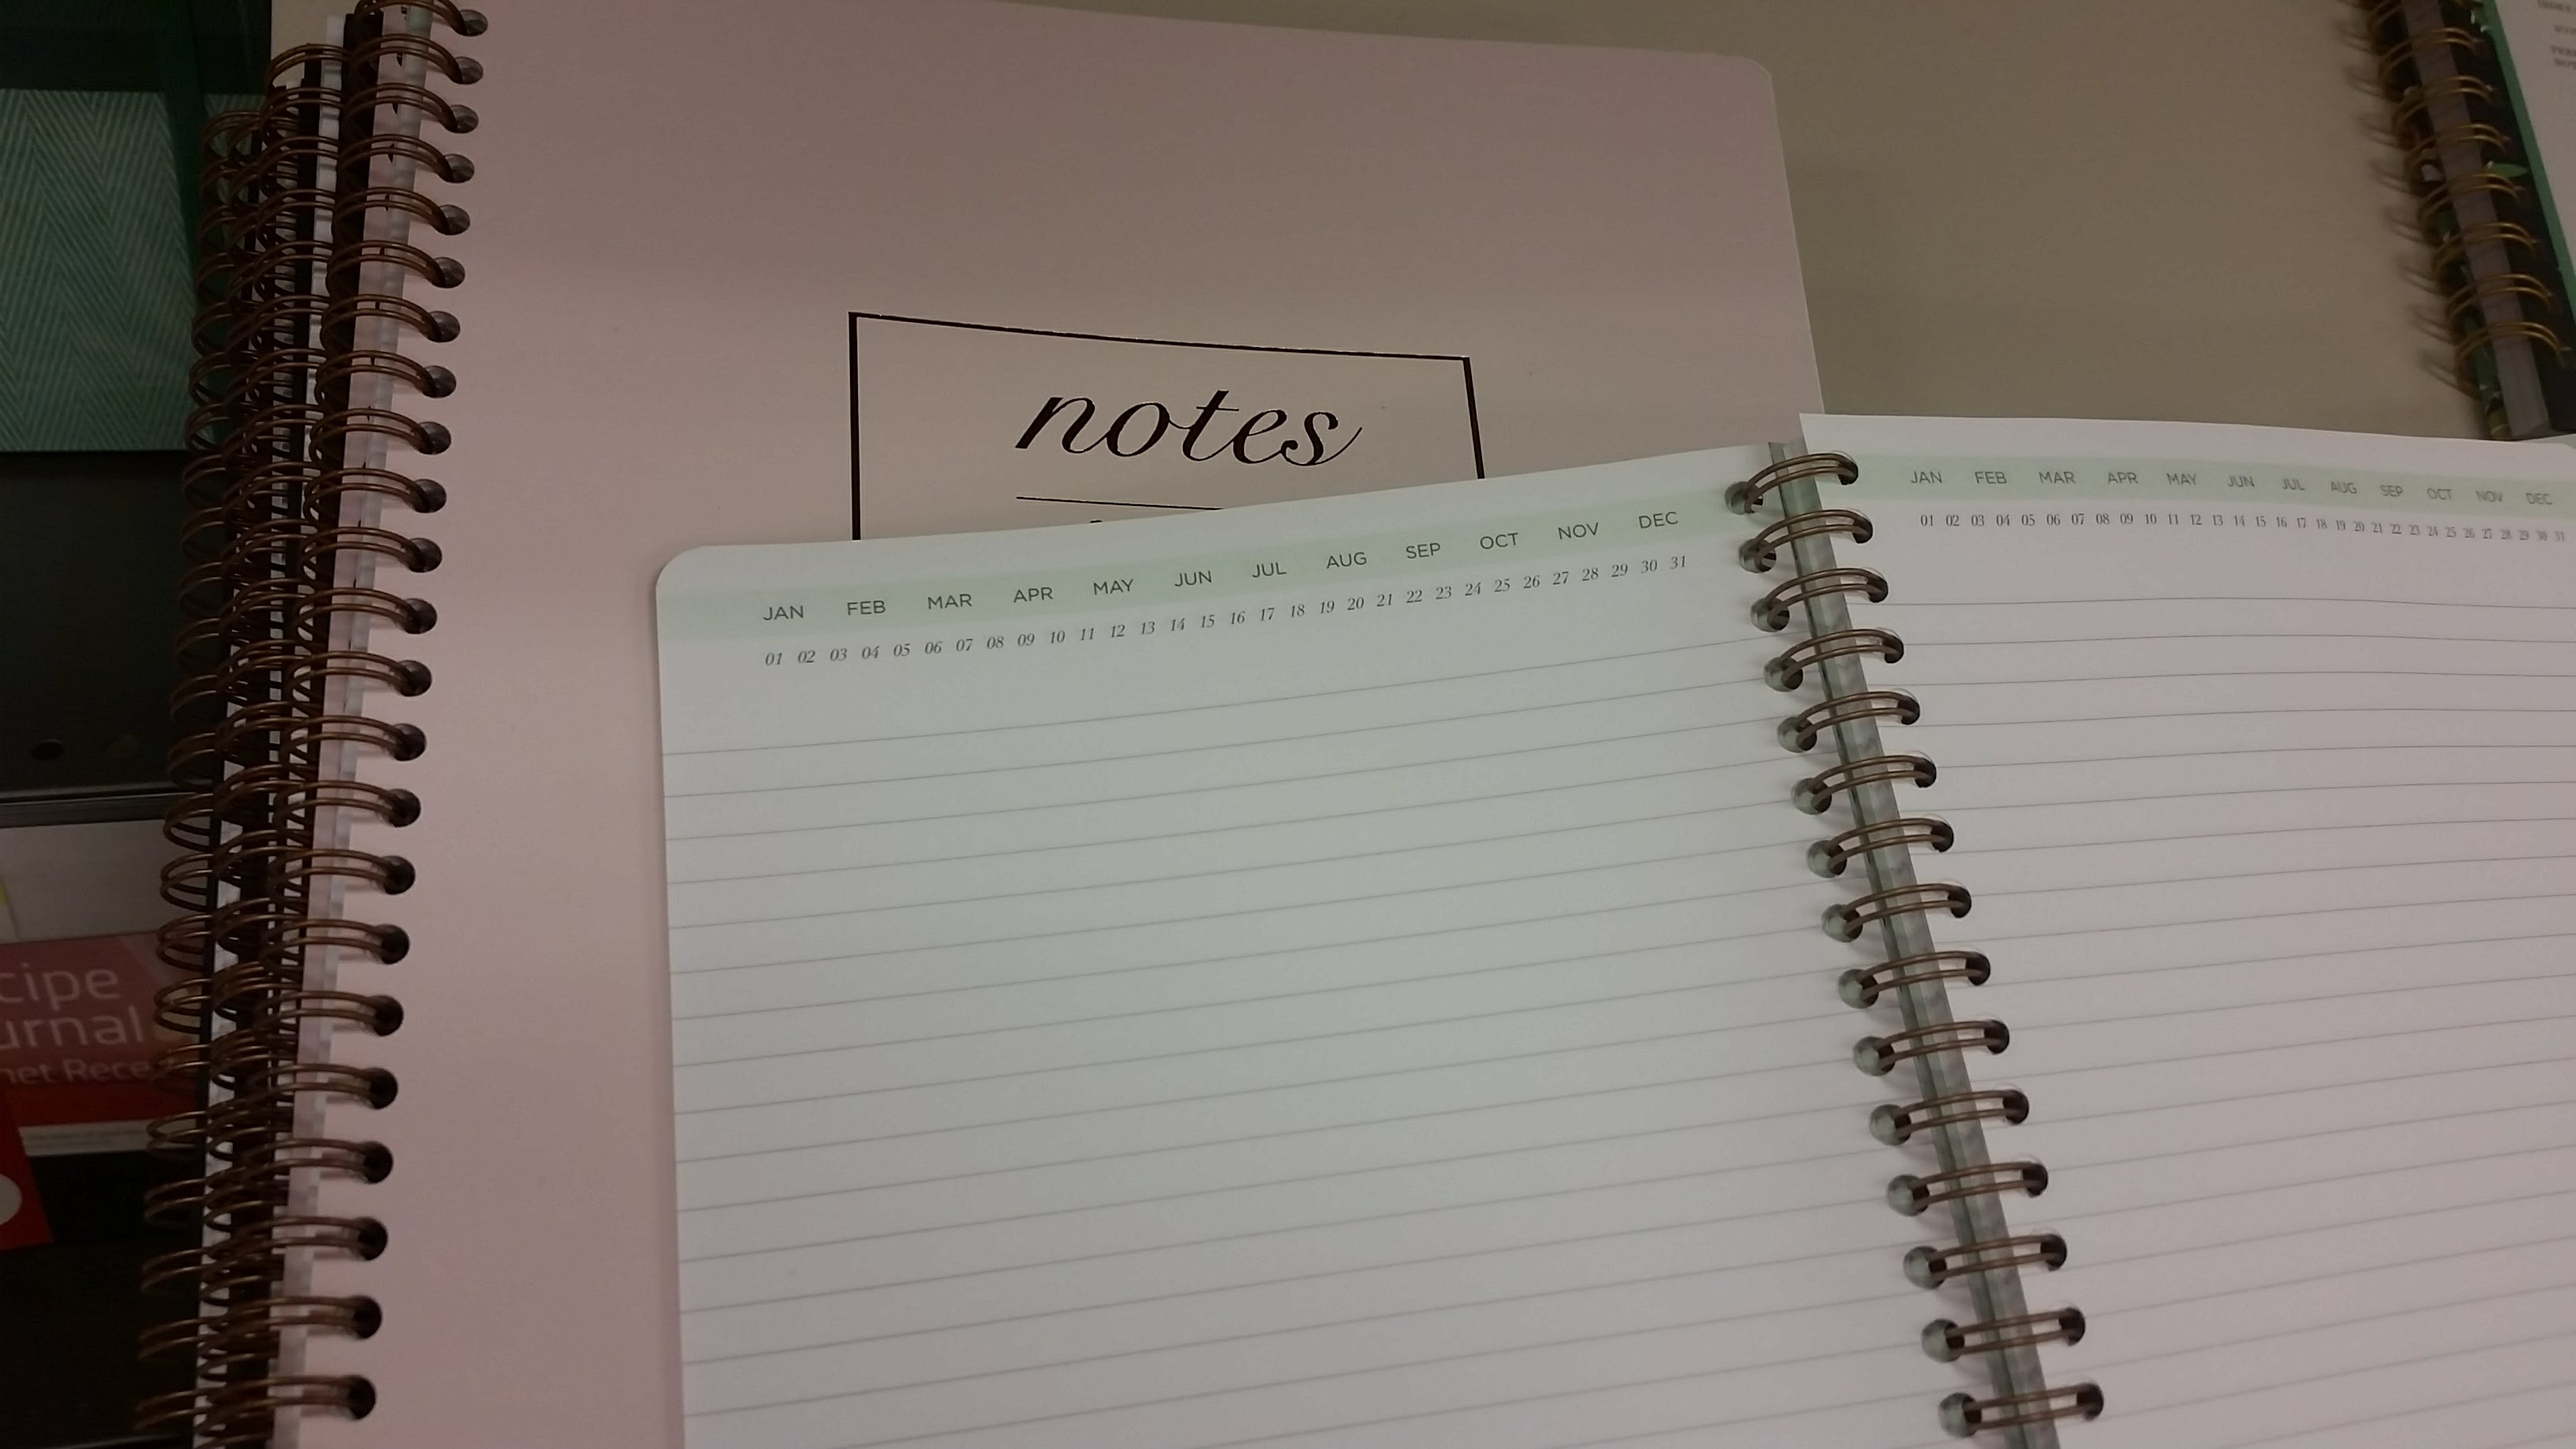 notes
JAN FEB MAR APR MAY JUN JUL AUG SEP OCT NOV DEC
01 02 03 04 05 06 07 08 09 10 11 12 13 14 15 16 17 18 19 20 21 22 23 24 25 26 27 28 29 30 31
JAN FEB MAR APR MAY JUN JUL AUG SEP OCT NOV DEC
01 02 03 04 05 06 07 08 09 10 11 12 13 14 15 16 17 18 19 20 21 22 23 24 25 26 27 28 29 30 31
cipe
urnal
net Rece